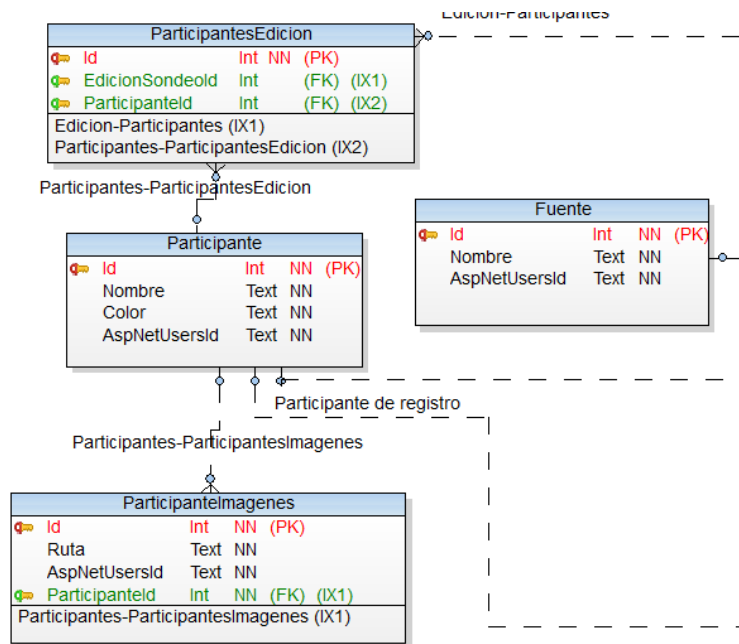 Edicion-Participantes
ParticipantesEdicion
Id Int NN (PK)
EdicionSondeoId Int (FK) (IX1)
ParticipanteId Int (FK) (IX2)
Edicion-Participantes (IX1)
Participantes-ParticipantesEdicion (IX2)
Participantes-ParticipantesEdicion
Participante
Id Int NN (PK)
Nombre Text NN
Color Text NN
AspNetUsersId Text NN
Fuente
Id Int NN (PK)
Nombre Text NN
AspNetUsersId Text NN
Participante de registro
Participantes-ParticipantesImagenes
ParticipanteImagenes
Id Int NN (PK)
Ruta Text NN
AspNetUsersId Text NN
ParticipanteId Int NN (FK) (IX1)
Participantes-ParticipantesImagenes (IX1)